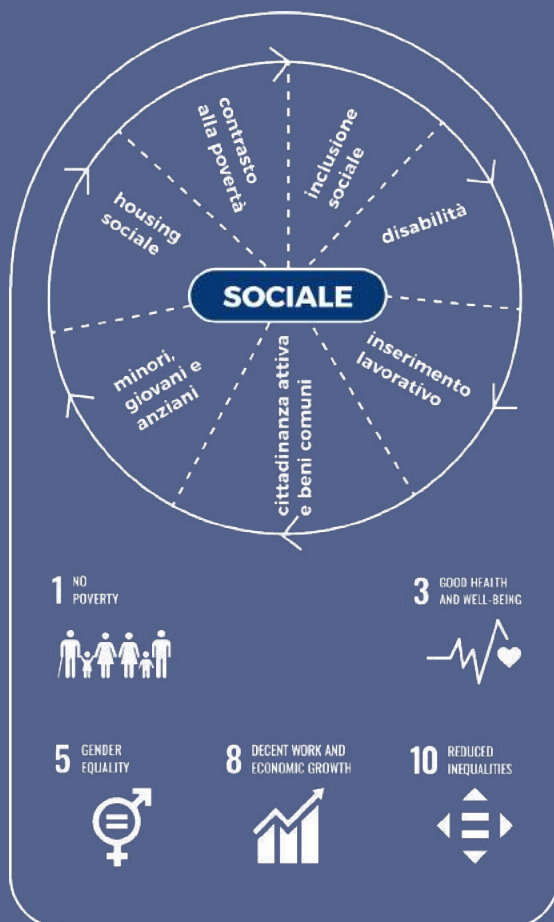 contrasto
alla povertà
inclusione
sociale
housing
sociale
disabilità
SOCIALE
minori,
giovani e
anziani
cittadinanza attiva
e beni comuni
inserimento
lavorativo
1 NO
POVERTY
3 GOOD HEALTH
AND WELL-BEING
5 GENDER
EQUALITY
8 DECENT WORK AND
ECONOMIC GROWTH
10 REDUCED
INEQUALITIES